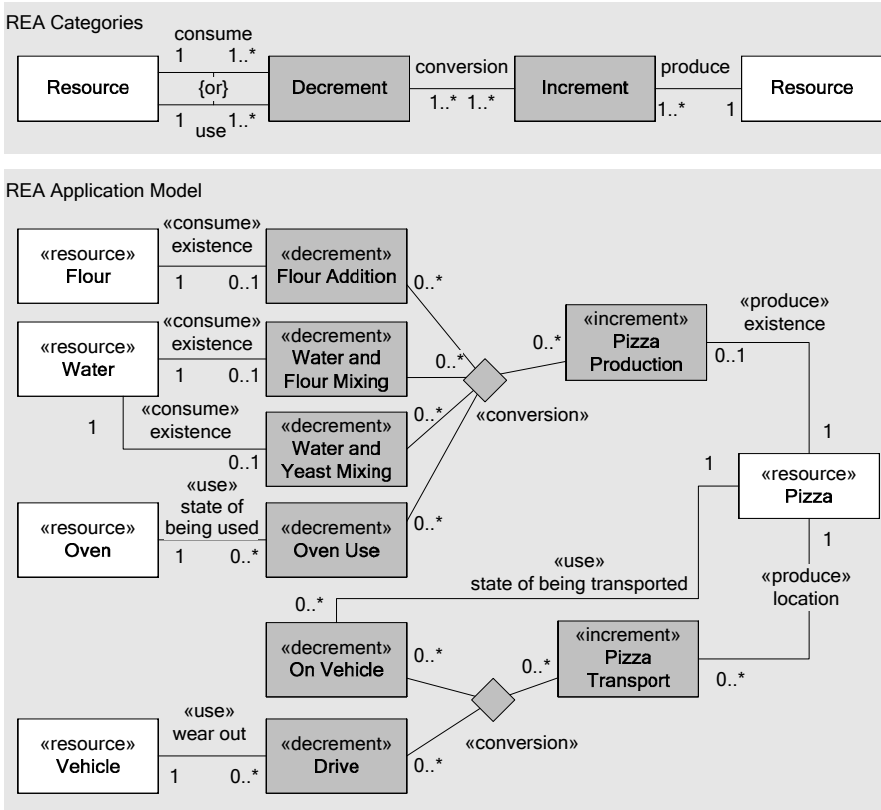 REA Categories
consume
1 1..*
Resource
{or}
Decrement
conversion
1..* 1..*
Increment
produce
1..* 1
Resource
1 use 1..*
REA Application Model
«resource»
Flour
«consume»
existence
1 0..1
«decrement»
Flour Addition
0..*
«resource»
Water
«consume»
existence
1 0..1
«decrement»
Water and
Flour Mixing
0..*
«conversion»
0..*
«increment»
Pizza
Production
«produce»
existence
0..1
1
1
«consume»
existence
0..1
«decrement»
Water and
Yeast Mixing
0..*
«resource»
Oven
«use»
state of
being used
1 0..*
«decrement»
Oven Use
0..*
«resource»
Pizza
1
«use»
state of being transported
0..*
1
«produce»
location
«decrement»
On Vehicle
0..*
0..*
«increment»
Pizza
Transport
0..*
«conversion»
«resource»
Vehicle
«use»
wear out
1 0..*
«decrement»
Drive
0..*